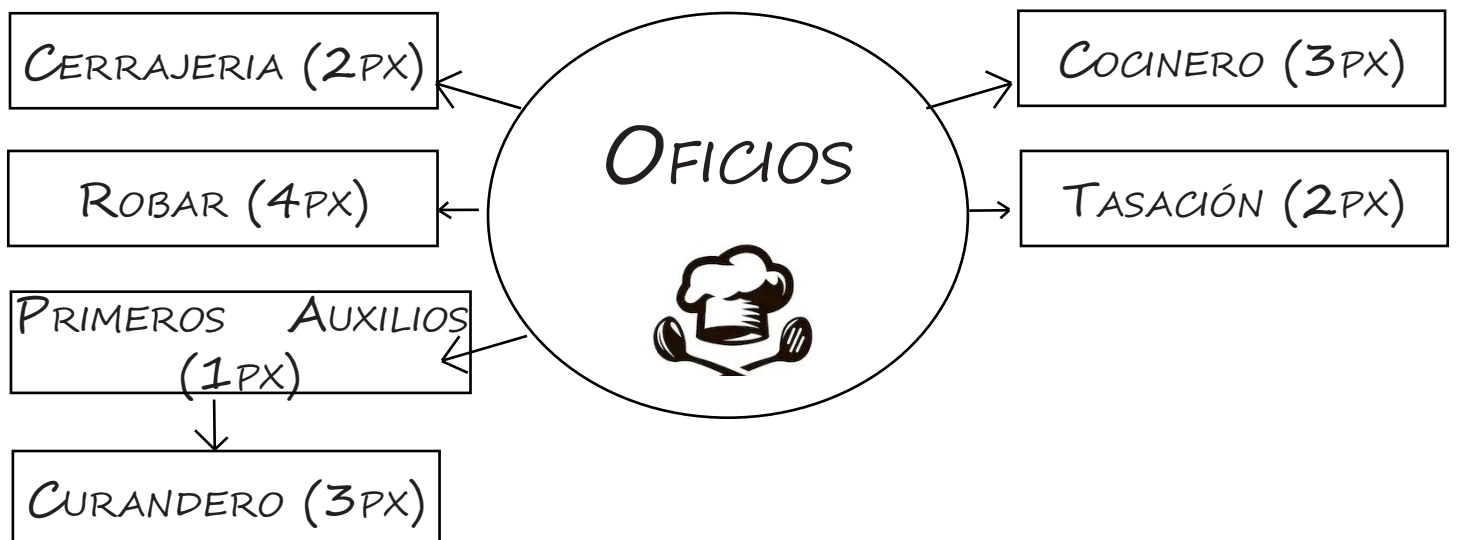 Cerrajeria (2px)
Robar (4px)
Primeros Auxilios
(1px)
Curandero (3px)
Oficios
Cocinero (3px)
Tasación (2px)